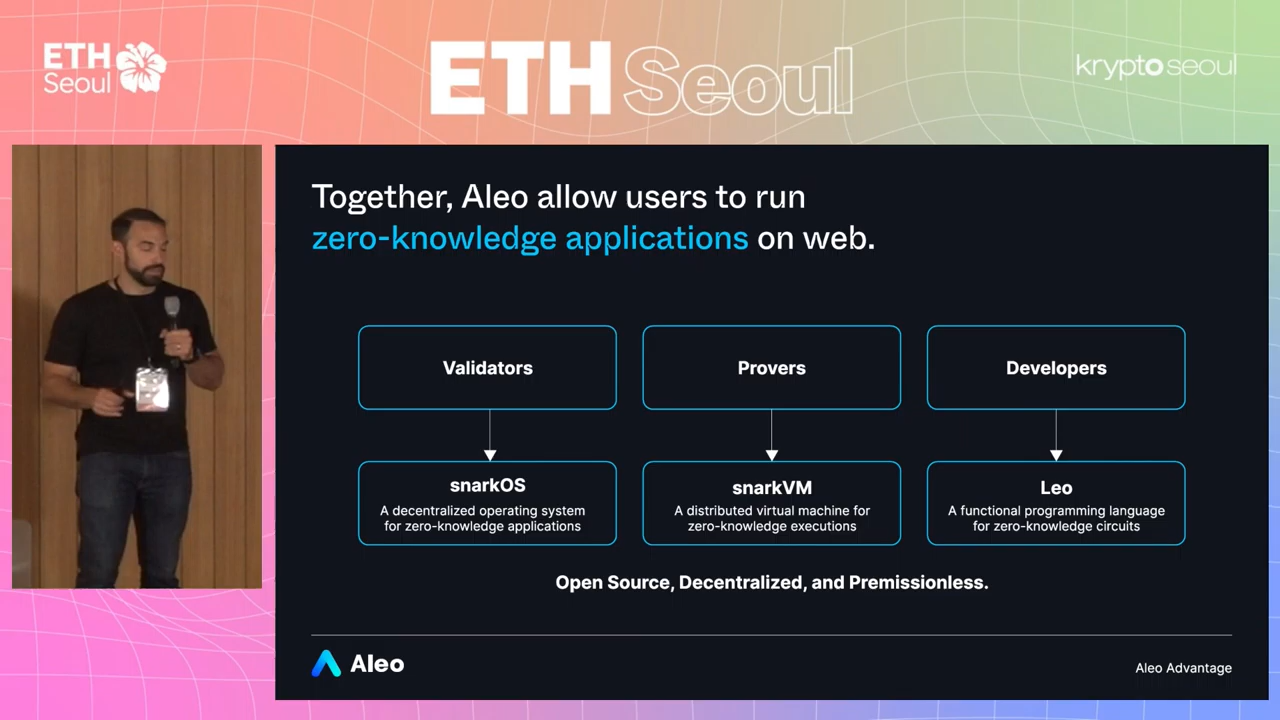 ETH
Seoul
ETH Seoul
krypto seoul
Together, Aleo allow users to run
zero-knowledge applications on web.
Validators
Provers
Developers
snarkOS
A decentralized operating system
for zero-knowledge applications
snarkVM
A distributed virtual machine for
zero-knowledge executions
Leo
A functional programming language
for zero-knowledge circuits
Open Source, Decentralized, and Premissionless.
Aleo
Aleo Advantage